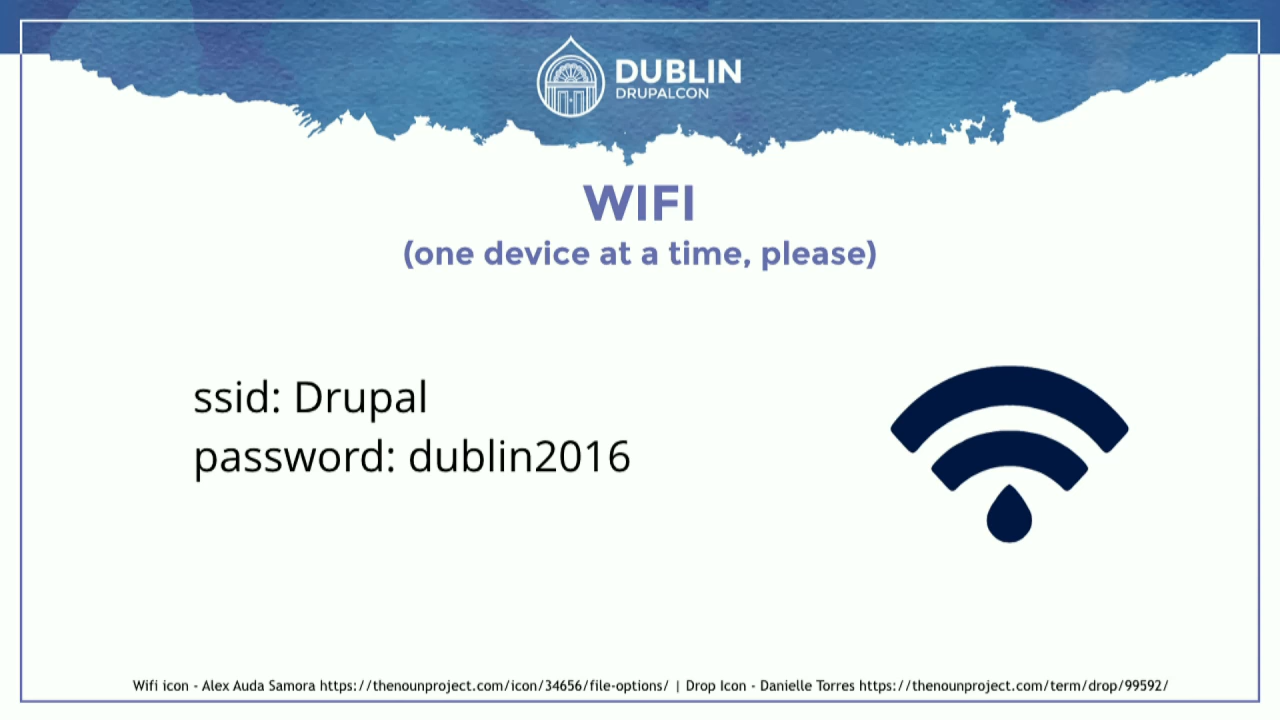 DUBLIN
DRUPALCON
WIFI
(one device at a time, please)
ssid: Drupal
password: dublin2016
Wifi icon - Alex Auda Samora https://thenounproject.com/icon/34656/file-options/ | Drop Icon - Danielle Torres https://thenounproject.com/term/drop/99592/